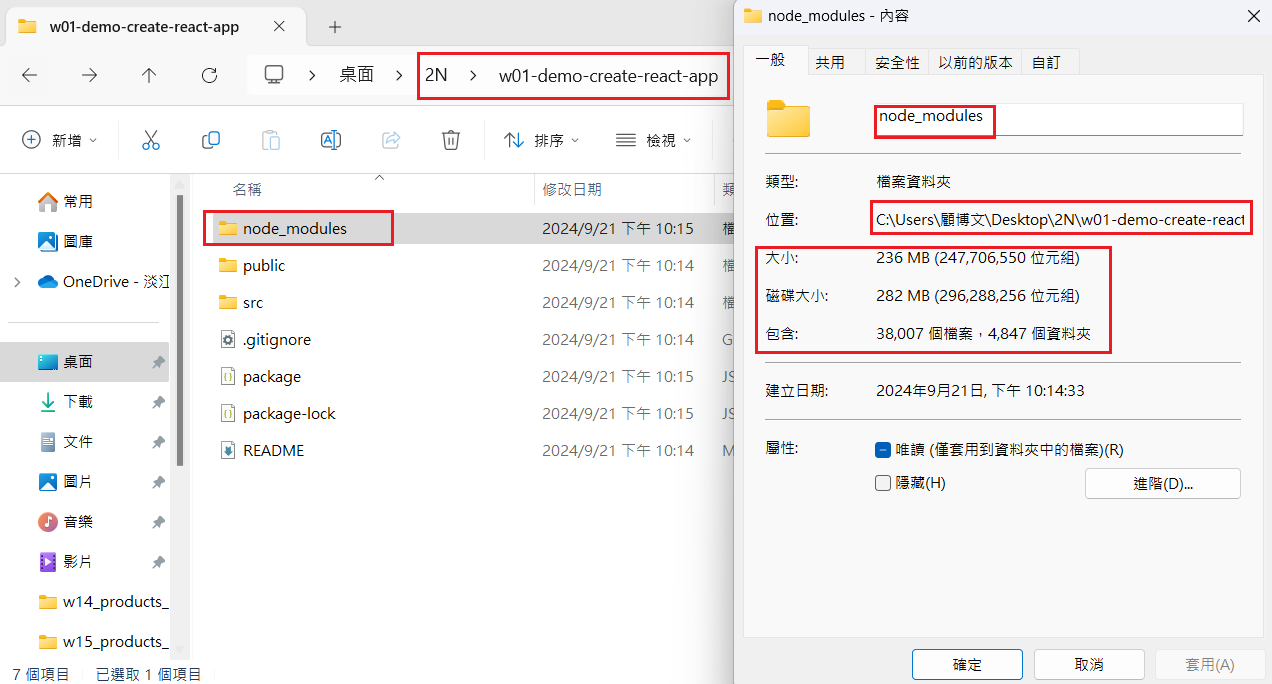 w01-demo-create-react-app
桌面
2N
w01-demo-create-react-app
新增
排序
檢視
常用
圖庫
OneDrive - 淡江
桌面
下載
文件
圖片
音樂
影片
w14_products_
w15_products_
名稱
修改日期
類
node_modules
2024/9/21 下午 10:15
檔
public
2024/9/21 下午 10:14
檔
src
2024/9/21 下午 10:14
檔
.gitignore
2024/9/21 下午 10:14
G
package
2024/9/21 下午 10:15
JS
package-lock
2024/9/21 下午 10:15
JS
README
2024/9/21 下午 10:14
M
7 個項目
已選取 1 個項目
node_modules - 內容
一般
共用
安全性
以前的版本
自訂
node_modules
類型:
檔案資料夾
位置:
C:\Users\顧博文\Desktop\2N\w01-demo-create-react
大小:
236 MB (247,706,550 位元組)
磁碟大小:
282 MB (296,288,256 位元組)
包含:
38,007 個檔案，4,847 個資料夾
建立日期:
2024年9月21日, 下午 10:14:33
屬性:
唯讀 (僅套用到資料夾中的檔案)(R)
隱藏(H)
進階(D)...
確定
取消
套用(A)